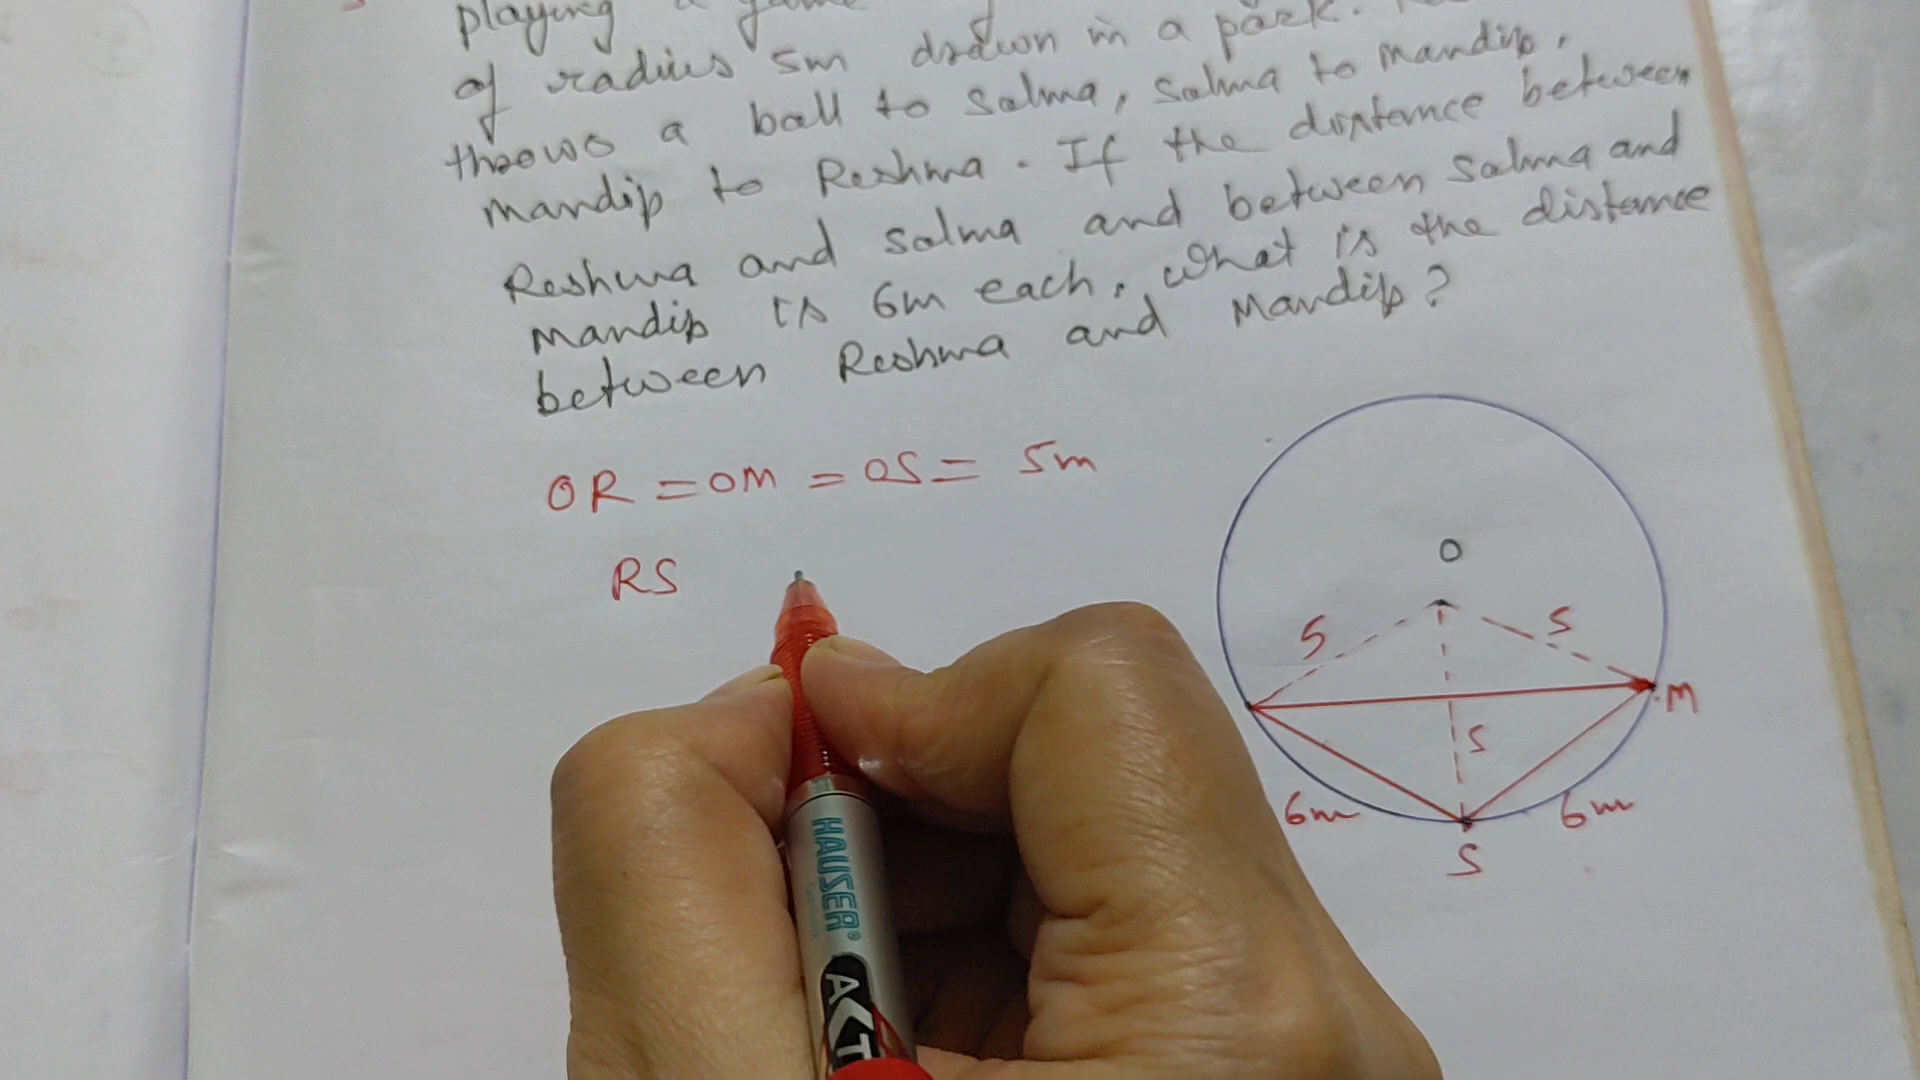 playing a game
of radius 5m drawn in a park.
throws a ball to Salma, Salma to Mandip,
Mandip to Reshma. If the distance between
Reshma and Salma and between Salma and
Mandip is 6m each, what is the distance
between Reshma and Mandip?
OR = OM = OS = 5m
RS
O
5
5
M
5
6m
6m
S
HAUSER